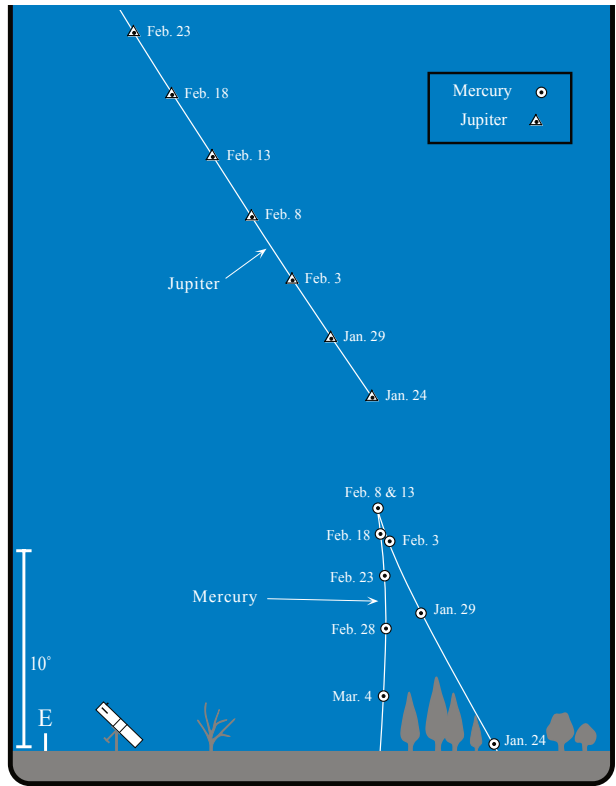 Feb. 23
Feb. 18
Mercury
Jupiter
Feb. 13
Feb. 8
Jupiter
Feb. 3
Jan. 29
Jan. 24
Feb. 8 & 13
Feb. 18
Feb. 3
Feb. 23
Mercury
Jan. 29
Feb. 28
10°
Mar. 4
E
Jan. 24